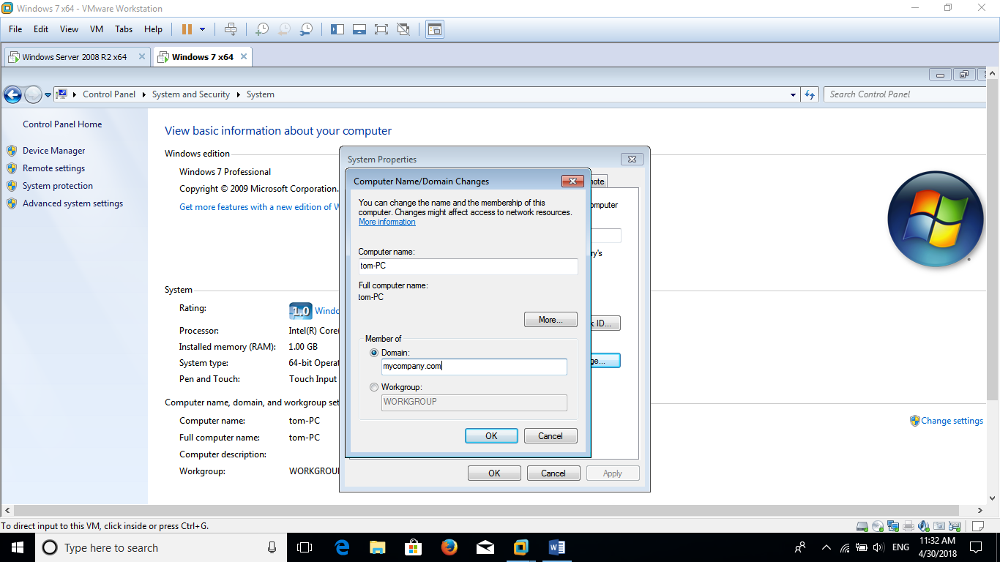 Windows 7 x64 - VMware Workstation
File Edit View VM Tabs Help
Windows Server 2008 R2 x64 Windows 7 x64
Control Panel System and Security System
Search Control Panel
Control Panel Home
Device Manager
Remote settings
System protection
Advanced system settings
View basic information about your computer
Windows edition
Windows 7 Professional
Copyright © 2009 Microsoft Corporation.
Get more features with a new edition of W
System
Rating:
1.0 Windo
Processor:
Intel(R) Core(
Installed memory (RAM):
1.00 GB
System type:
64-bit Operat
Pen and Touch:
Touch Input
Computer name, domain, and workgroup set
Computer name:
tom-PC
Full computer name:
tom-PC
Computer description:
Workgroup:
WORKGROU
Change settings
System Properties
note
omputer
ry's
k ID...
ge...
OK Cancel Apply
Computer Name/Domain Changes
You can change the name and the membership of this
computer. Changes might affect access to network resources.
More information
Computer name:
tom-PC
Full computer name:
tom-PC
More...
Member of
Domain:
mycompany.com
Workgroup:
WORKGROUP
OK Cancel
To direct input to this VM, click inside or press Ctrl+G.
Type here to search
ENG
11:32 AM
4/30/2018